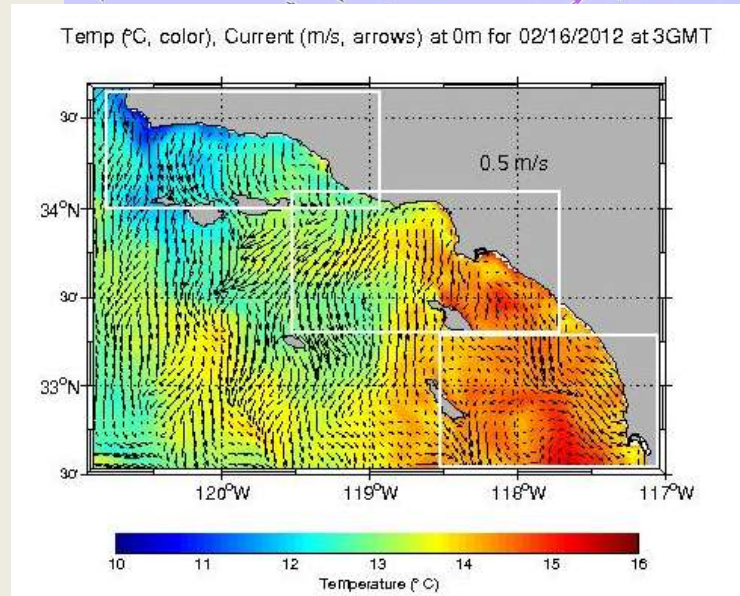 Temp (°C, color), Current (m/s, arrows) at 0m for 02/16/2012 at 3GMT
30'
0.5 m/s
34°N
30'
33°N
30'
120°W 119°W 118°W 117°W
10 11 12 13 14 15 16
Temperature (° C)